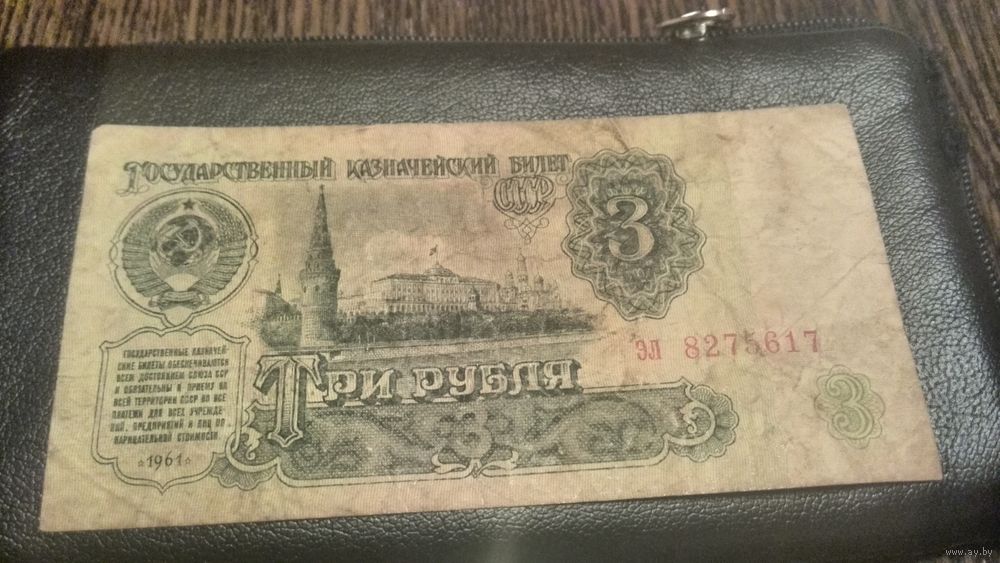 ГОСУДАРСТВЕННЫЙ КАЗНАЧЕЙСКИЙ БИЛЕТ
СССР
3
ЭЛ 8275617
ГОСУДАРСТВЕННЫЕ КАЗНАЧЕЙ-
СКИЕ БИЛЕТЫ ОБЕСПЕЧИВАЮТСЯ
ВСЕМ ДОСТОЯНИЕМ СОЮЗА ССР
И ОБЯЗАТЕЛЬНЫ К ПРИЕМУ НА
ВСЕЙ ТЕРРИТОРИИ СССР ВО ВСЕ
ПЛАТЕЖИ ДЛЯ ВСЕХ УЧРЕЖДЕ-
НИЙ, ПРЕДПРИЯТИЙ И ЛИЦ ПО
НАРИЦАТЕЛЬНОЙ СТОИМОСТИ.
1961
ТРИ РУБЛЯ
3
3
www.ay.by